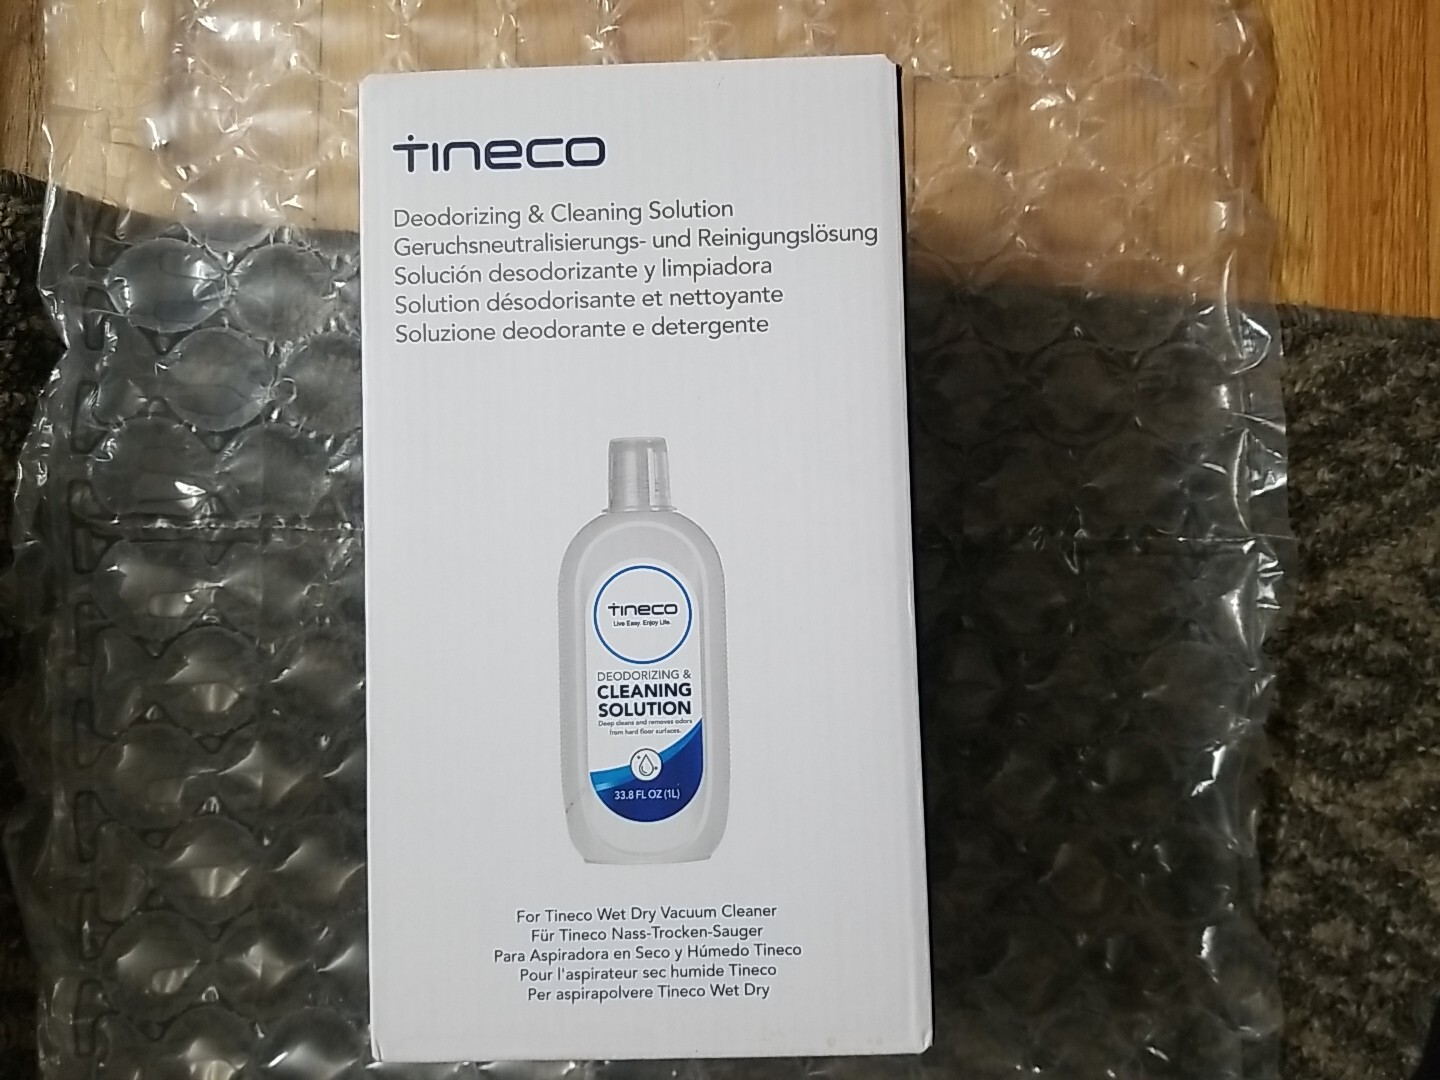 Tineco
Deodorizing & Cleaning Solution
Geruchsneutralisierungs- und Reinigungslösung
Solución desodorizante y limpiadora
Solution désodorisante et nettoyante
Soluzione deodorante e detergente
Tineco
Live Easy. Enjoy Life.
DEODORIZING &
CLEANING
SOLUTION
Deep cleans and removes odors
from hard floor surfaces.
33.8 FL OZ (1L)
For Tineco Wet Dry Vacuum Cleaner
Für Tineco Nass-Trocken-Sauger
Para Aspiradora en Seco y Húmedo Tineco
Pour l'aspirateur sec humide Tineco
Per aspirapolvere Tineco Wet Dry